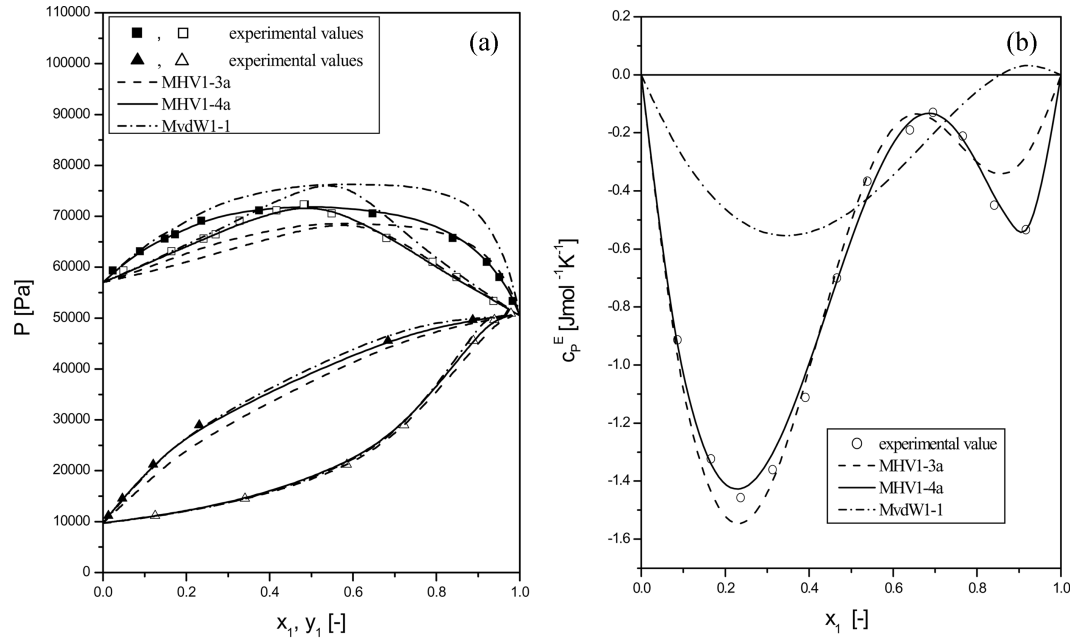 (a)
■ , □ experimental values
▲ , △ experimental values
MHV1-3a
MHV1-4a
MvdW1-1
110000
100000
90000
80000
70000
60000
50000
40000
30000
20000
10000
0
P [Pa]
0.0 0.2 0.4 0.6 0.8 1.0
x₁, y₁ [-]
(b)
0.2
0.0
-0.2
-0.4
-0.6
-0.8
-1.0
-1.2
-1.4
-1.6
c_P^E [Jmol⁻¹K⁻¹]
experimental value
MHV1-3a
MHV1-4a
MvdW1-1
0.0 0.2 0.4 0.6 0.8 1.0
x₁ [-]